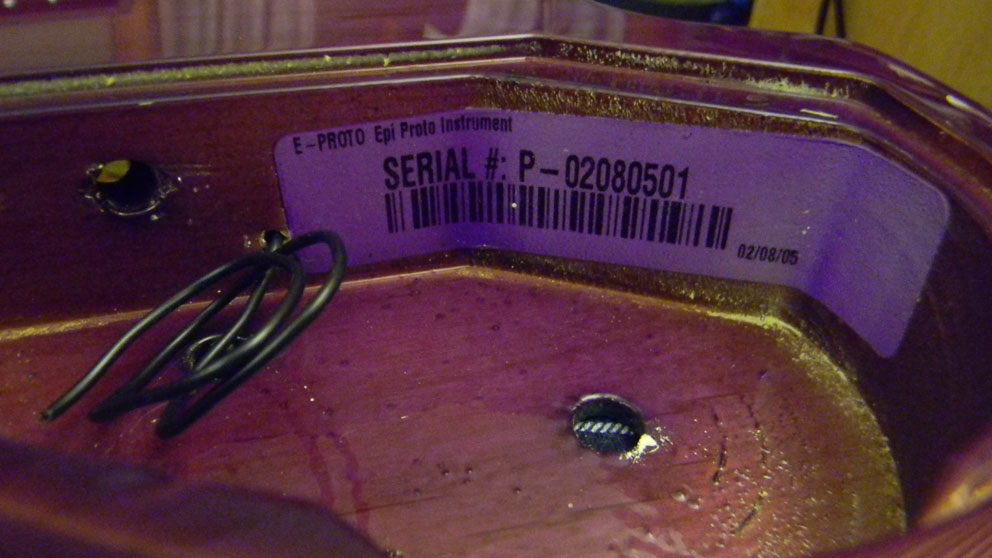 E-PROTO Epi Proto Instrument
SERIAL #: P-02080501
02/08/05